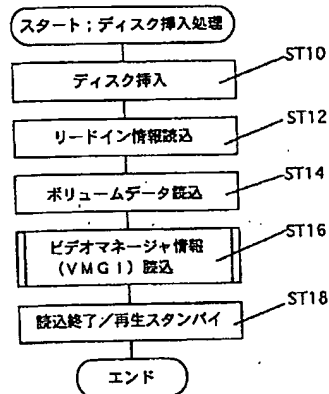 スタート；ディスク挿入処理
ディスク挿入
ST10
リードイン情報読込
ST12
ボリュームデータ読込
ST14
ビデオマネージャ情報
（ＶＭＧＩ）読込
ST16
読込終了／再生スタンバイ
ST18
エンド